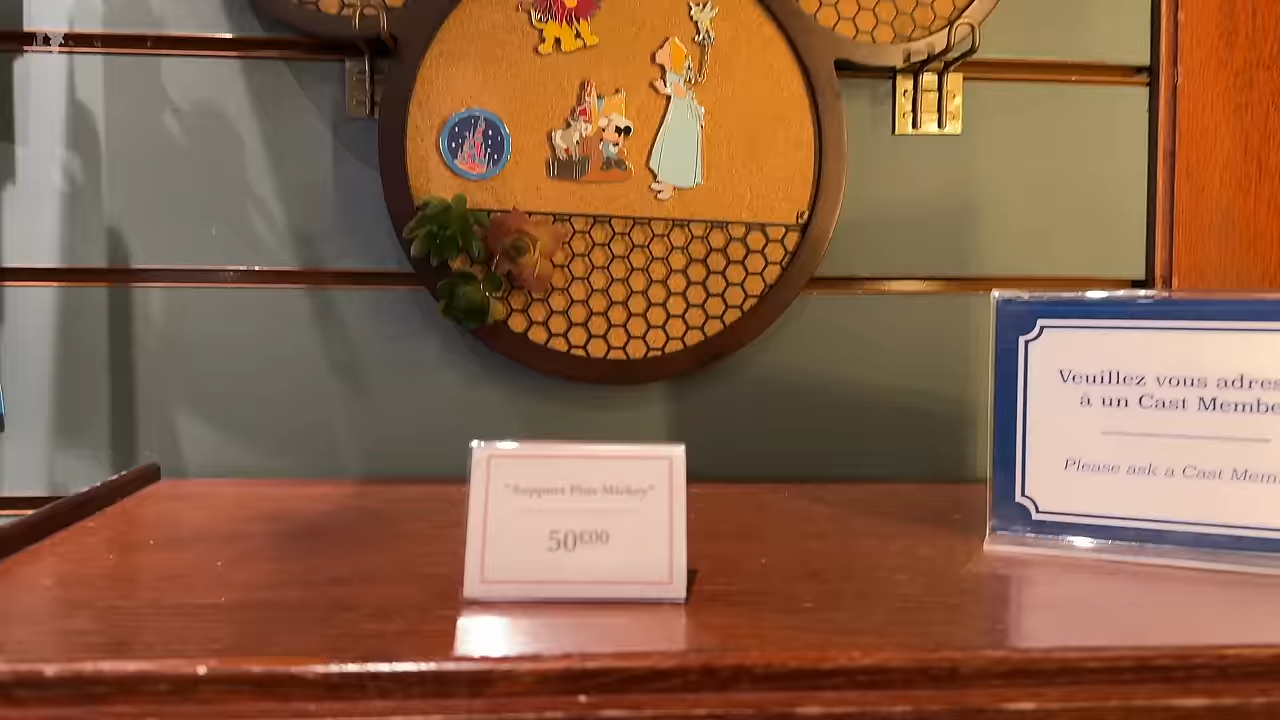 "Support Pins Mickey"
50€00
Veuillez vous adres
à un Cast Membe
Please ask a Cast Mem